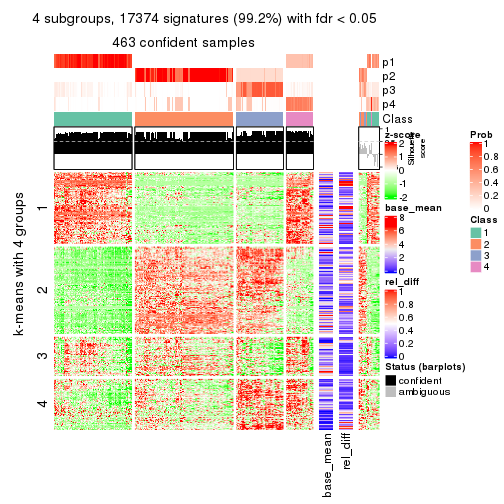 4 subgroups, 17374 signatures (99.2%) with fdr < 0.05
463 confident samples
p1
p2
p3
p4
Class
1
Silhouette
score
k-means with 4 groups
1
2
3
4
base_mean
rel_diff
z-score
2
1
0
-1
-2
base_mean
8
6
4
2
0
rel_diff
1
0.8
0.6
0.4
0.2
0
Status (barplots)
confident
ambiguous
Prob
1
0.8
0.6
0.4
0.2
0
Class
1
2
3
4